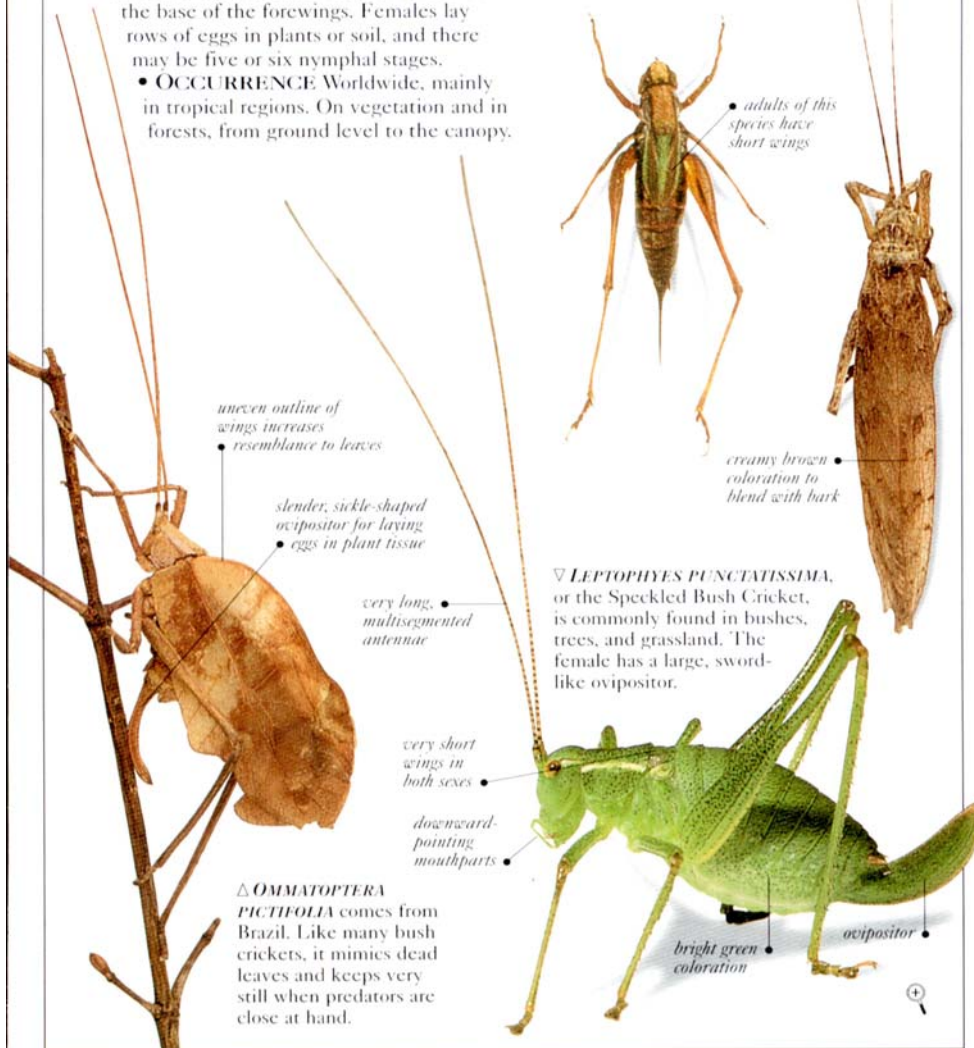 the base of the forewings. Females lay
rows of eggs in plants or soil, and there
may be five or six nymphal stages.
• OCCURRENCE Worldwide, mainly
in tropical regions. On vegetation and in
forests, from ground level to the canopy.
adults of this
species have
short wings
uneven outline of
wings increases
resemblance to leaves
slender, sickle-shaped
ovipositor for laying
eggs in plant tissue
very long,
multisegmented
antennae
creamy brown
coloration to
blend with bark
▽ LEPTOPHYES PUNCTATISSIMA,
or the Speckled Bush Cricket,
is commonly found in bushes,
trees, and grassland. The
female has a large, sword-
like ovipositor.
very short
wings in
both sexes
downward-
pointing
mouthparts
△ OMMATOPTERA
PICTIFOLIA comes from
Brazil. Like many bush
crickets, it mimics dead
leaves and keeps very
still when predators are
close at hand.
bright green
coloration
ovipositor